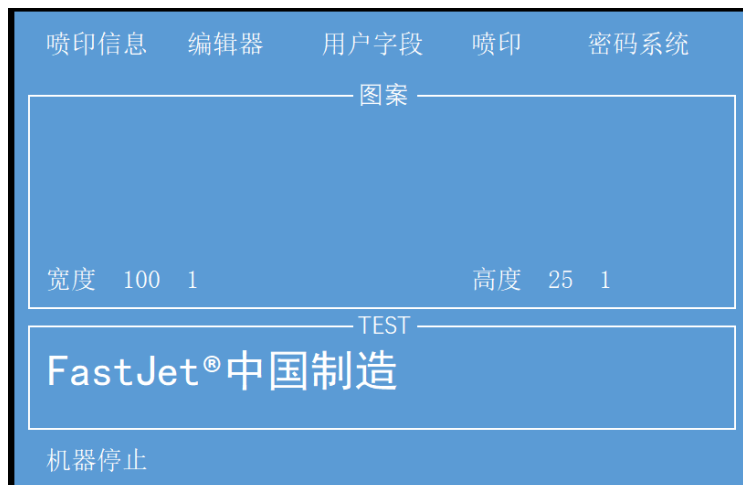 喷印信息 编辑器 用户字段 喷印 密码系统
图案
宽度 100 1 高度 25 1
TEST
FastJet®中国制造
机器停止